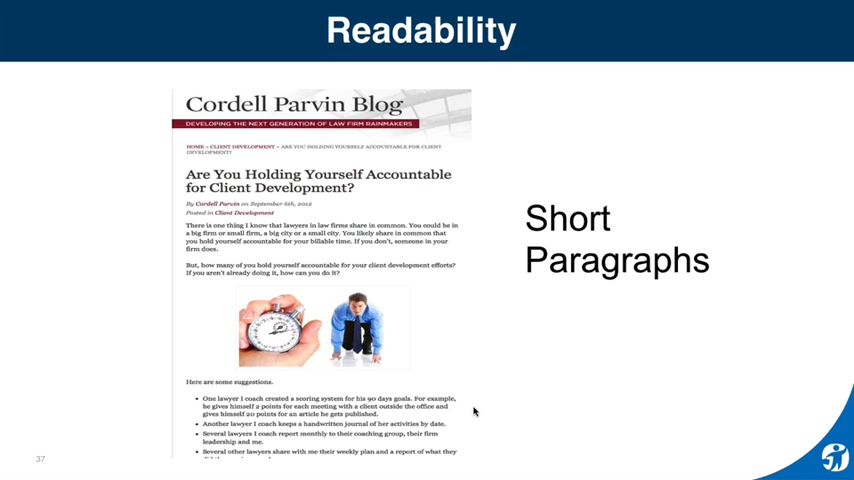 Readability
Cordell Parvin Blog
DEVELOPING THE NEXT GENERATION OF LAW FIRM RAINMAKERS
HOME » CLIENT DEVELOPMENT » ARE YOU HOLDING YOURSELF ACCOUNTABLE FOR CLIENT
DEVELOPMENT?
Are You Holding Yourself Accountable
for Client Development?
By Cordell Parvin on September 6th, 2012
Posted in Client Development
There is one thing I know that lawyers in law firms share in common. You could be in
a big firm or small firm, a big city or a small city. You likely share in common that
you hold yourself accountable for your billable time. If you don't, someone in your
firm does.
But, how many of you hold yourself accountable for your client development efforts?
If you aren't already doing it, how can you do it?
Here are some suggestions.
• One lawyer I coach created a scoring system for his 90 days goals. For example,
he gives himself 2 points for each meeting with a client outside the office and
gives himself 20 points for an article he gets published.
• Another lawyer I coach keeps a handwritten journal of her activities by date.
• Several lawyers I coach report monthly to their coaching group, their firm
leadership and me.
• Several other lawyers share with me their weekly plan and a report of what they
Short
Paragraphs
37